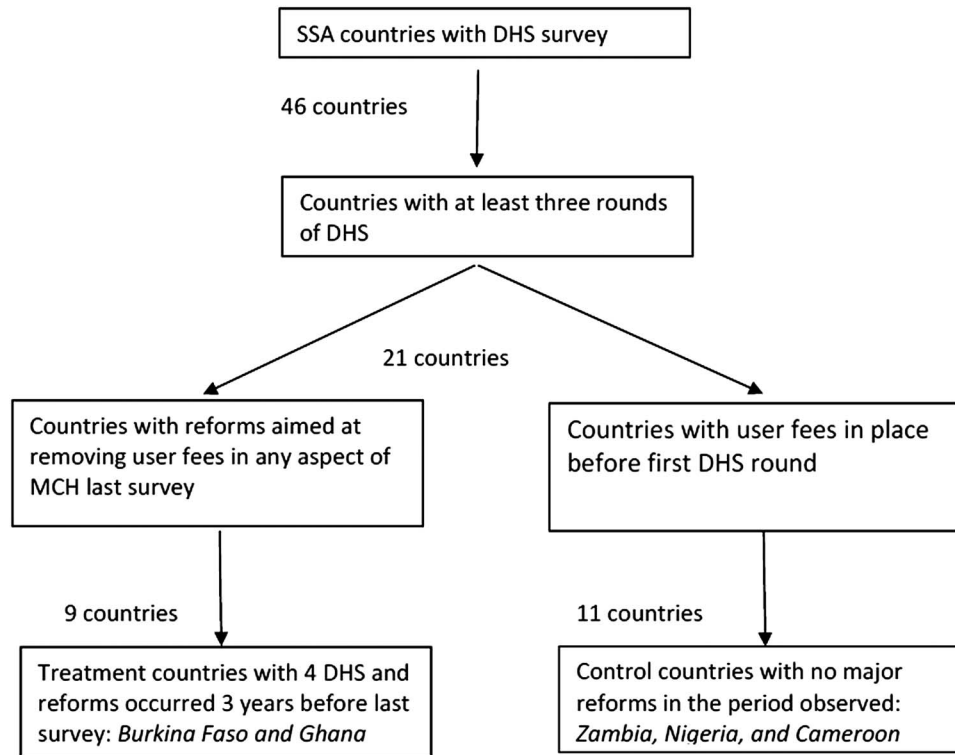 SSA countries with DHS survey
46 countries
Countries with at least three rounds
of DHS
21 countries
Countries with reforms aimed at
removing user fees in any aspect of
MCH last survey
Countries with user fees in place
before first DHS round
9 countries
11 countries
Treatment countries with 4 DHS and
reforms occurred 3 years before last
survey: Burkina Faso and Ghana
Control countries with no major
reforms in the period observed:
Zambia, Nigeria, and Cameroon